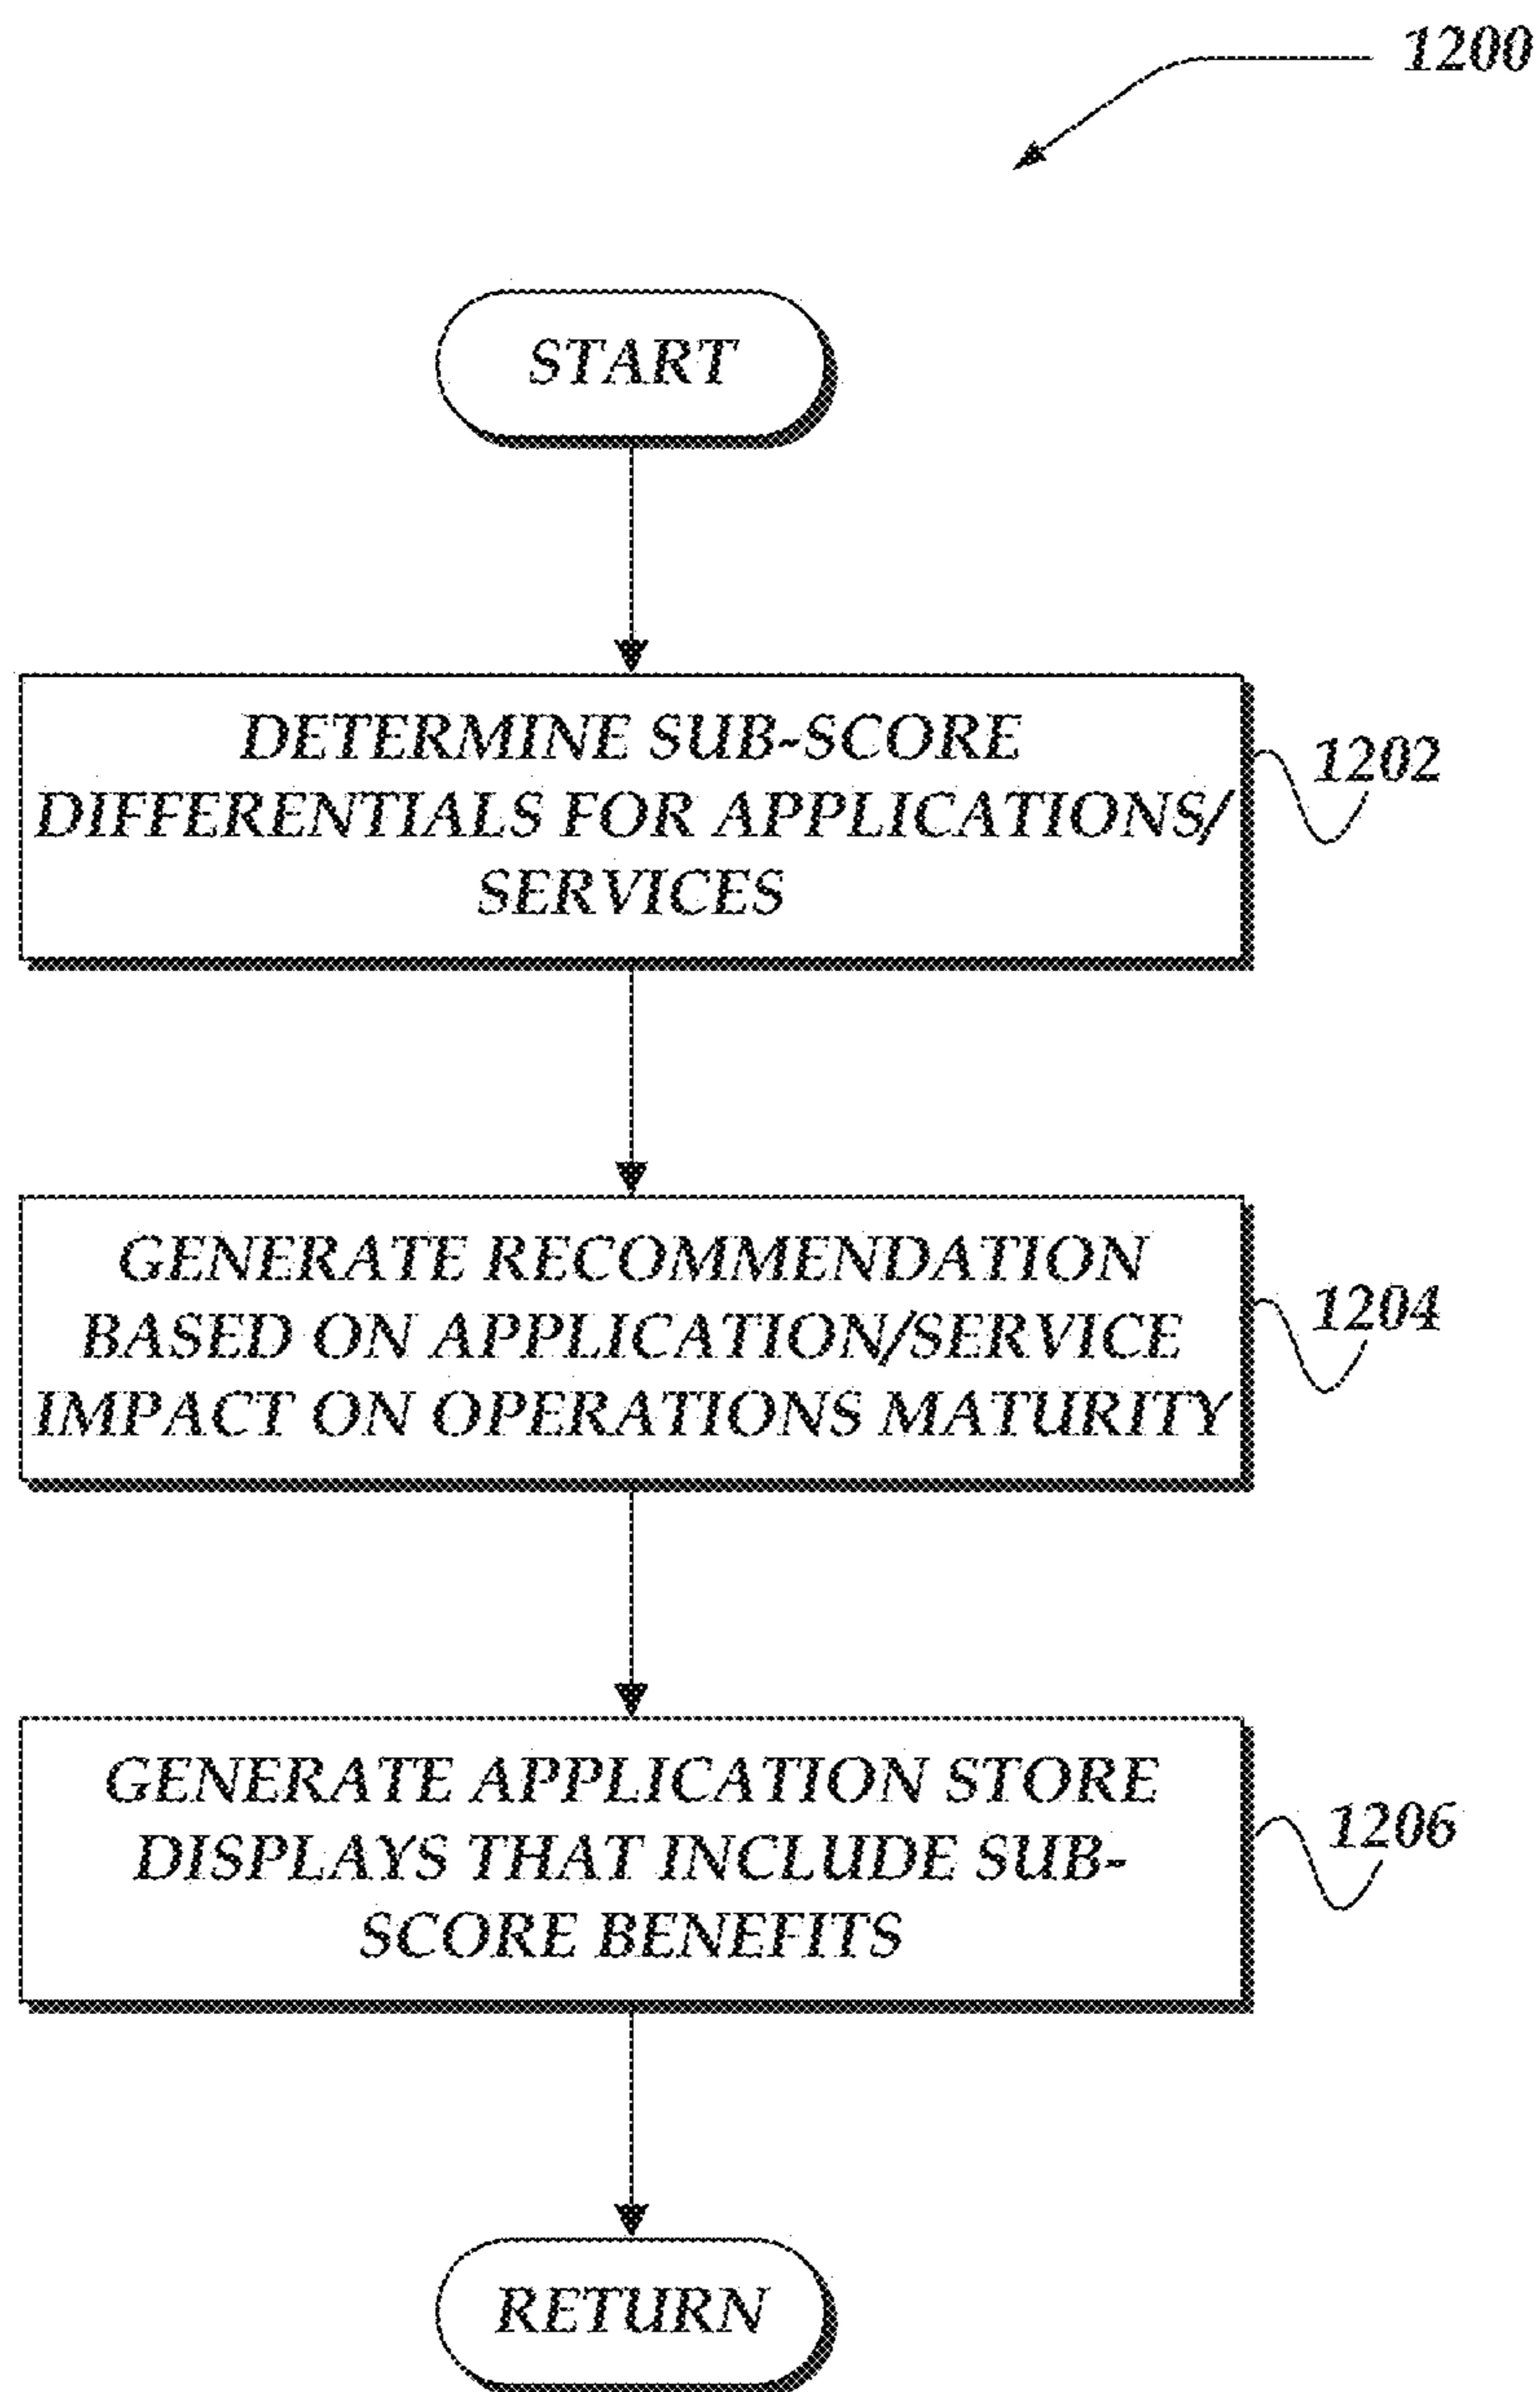 1200
START
DETERMINE SUB-SCORE
DIFFERENTIALS FOR APPLICATIONS/
SERVICES
1202
GENERATE RECOMMENDATION
BASED ON APPLICATION/SERVICE
IMPACT ON OPERATIONS MATURITY
1204
GENERATE APPLICATION STORE
DISPLAYS THAT INCLUDE SUB-
SCORE BENEFITS
1206
RETURN